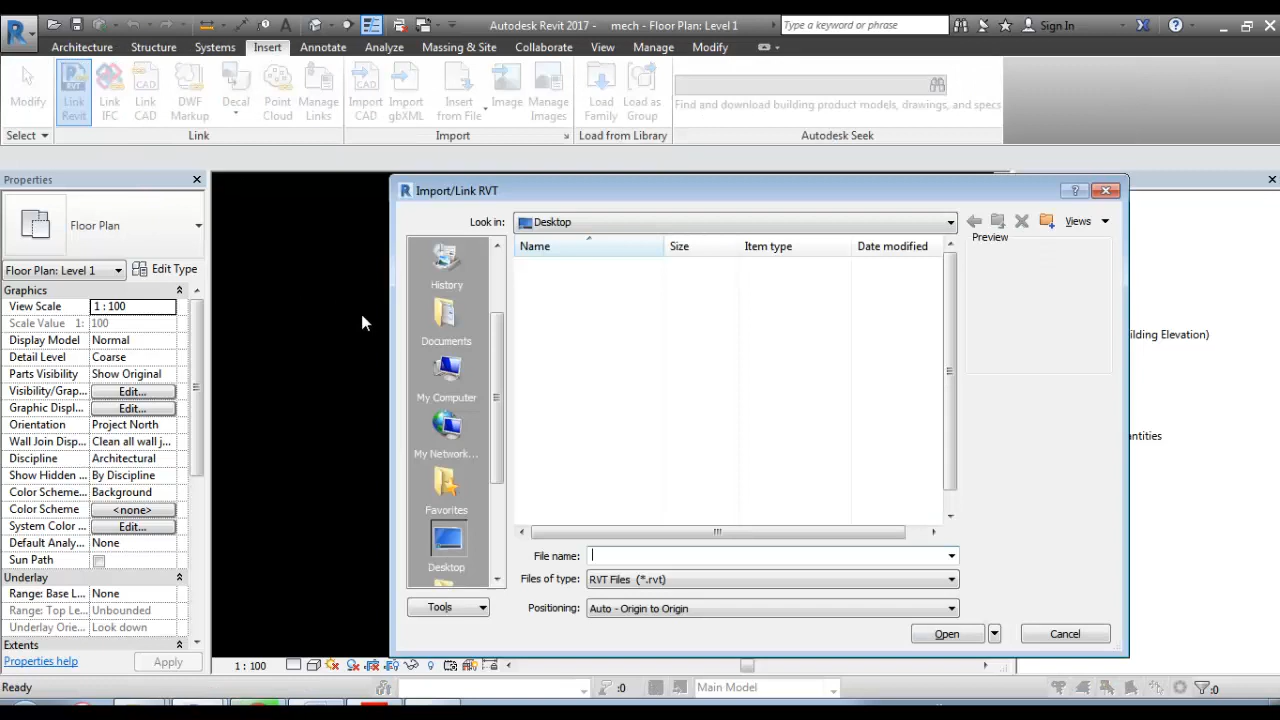 Autodesk Revit 2017 - mech - Floor Plan: Level 1
Type a keyword or phrase
Sign In
Architecture Structure Systems Insert Annotate Analyze Massing & Site Collaborate View Manage Modify
Modify
Link Revit
Link IFC
Link CAD
DWF Markup
Decal
Point Cloud
Manage Links
Import CAD
Import gbXML
Insert from File
Image
Manage Images
Load Family
Load as Group
Find and download building product models, drawings, and specs
Select Link Import Load from Library Autodesk Seek
Properties
Floor Plan
Floor Plan: Level 1 Edit Type
Graphics
View Scale 1 : 100
Scale Value 1: 100
Display Model Normal
Detail Level Coarse
Parts Visibility Show Original
Visibility/Grap... Edit...
Graphic Displ... Edit...
Orientation Project North
Wall Join Disp... Clean all wall j...
Discipline Architectural
Show Hidden ... By Discipline
Color Scheme... Background
Color Scheme <none>
System Color ... Edit...
Default Analy... None
Sun Path
Underlay
Range: Base L... None
Range: Top Le... Unbounded
Underlay Orie... Look down
Extents
Properties help Apply
Import/Link RVT
Look in: Desktop Views
Name Size Item type Date modified
Preview
History
Documents
My Computer
My Network...
Favorites
Desktop
Tools
File name:
Files of type: RVT Files (*.rvt)
Positioning: Auto - Origin to Origin
Open Cancel
ilding Elevation)
antities
1 : 100
Ready :0 Main Model :0